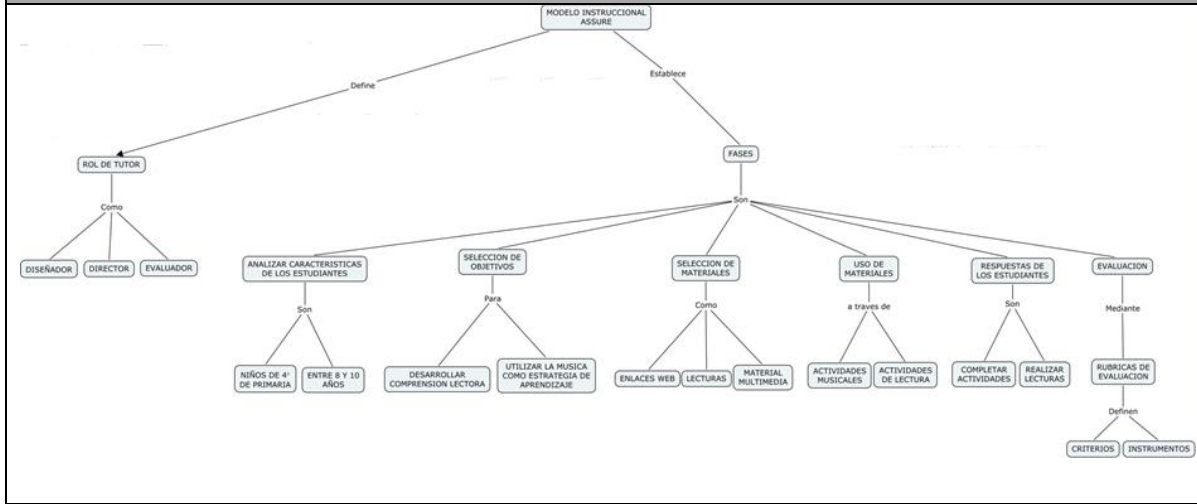 MODELO INSTRUCCIONAL
ASSURE
Define
Establece
ROL DE TUTOR
FASES
Como
Son
DISEÑADOR
DIRECTOR
EVALUADOR
ANALIZAR CARACTERISTICAS
DE LOS ESTUDIANTES
SELECCION DE
OBJETIVOS
SELECCION DE
MATERIALES
USO DE
MATERIALES
RESPUESTAS DE
LOS ESTUDIANTES
EVALUACION
Son
Para
Como
a traves de
Son
Mediante
NIÑOS DE 4°
DE PRIMARIA
ENTRE 8 Y 10
AÑOS
DESARROLLAR
COMPRENSION LECTORA
UTILIZAR LA MUSICA
COMO ESTRATEGIA DE
APRENDIZAJE
ENLACES WEB
LECTURAS
MATERIAL
MULTIMEDIA
ACTIVIDADES
MUSICALES
ACTIVIDADES
DE LECTURA
COMPLETAR
ACTIVIDADES
REALIZAR
LECTURAS
RUBRICAS DE
EVALUACION
Definen
CRITERIOS
INSTRUMENTOS